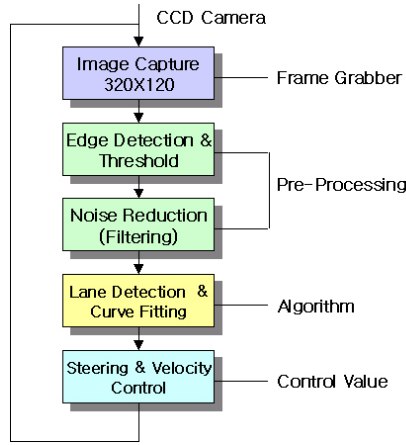 CCD Camera
Image Capture
320X120
Frame Grabber
Edge Detection &
Threshold
Pre-Processing
Noise Reduction
(Filtering)
Lane Detection &
Curve Fitting
Algorithm
Steering & Velocity
Control
Control Value